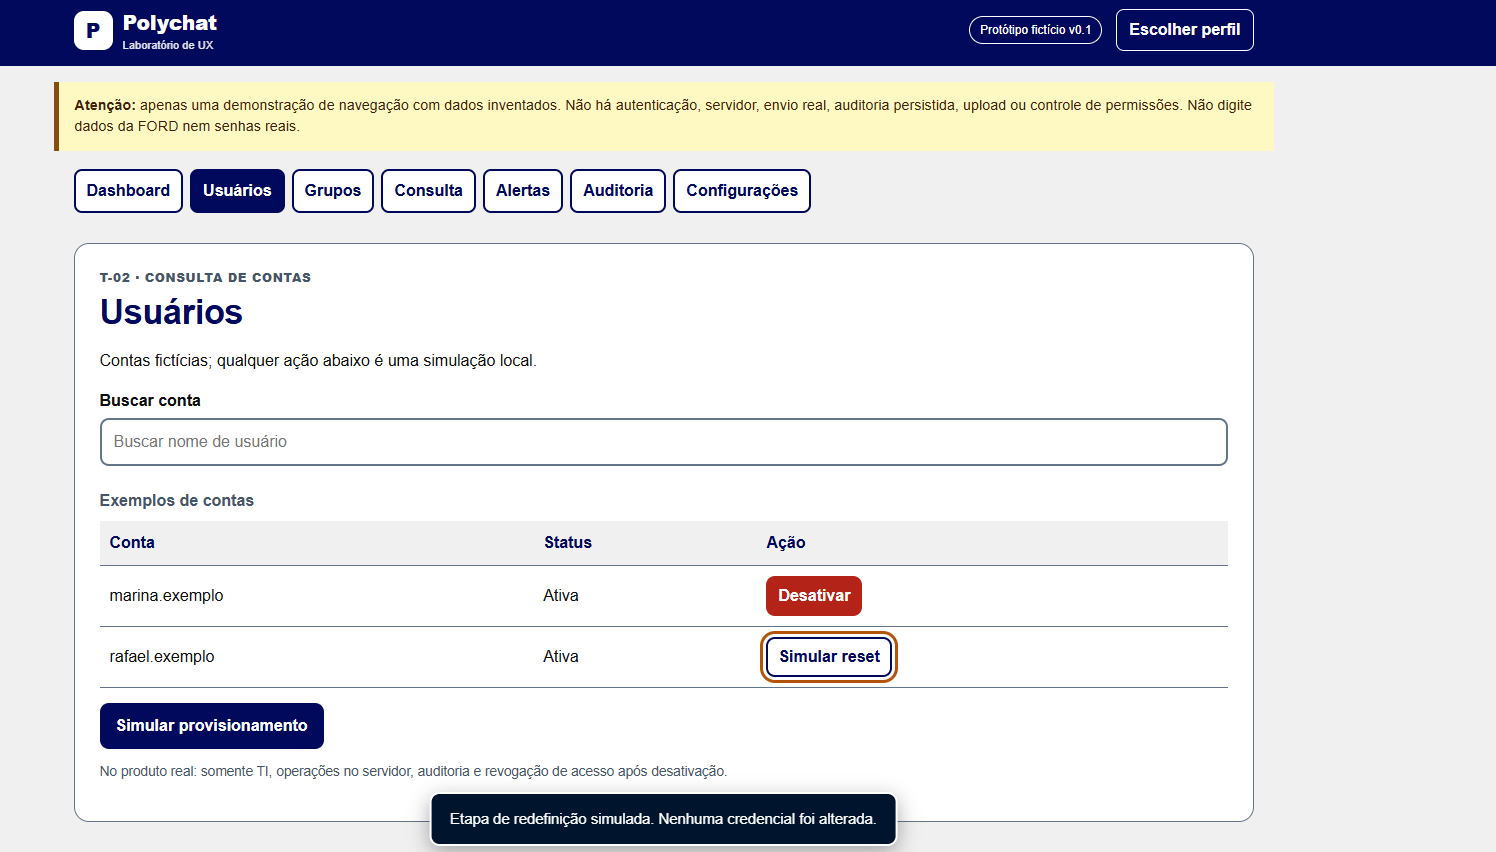 P
Polychat
Laboratório de UX
Protótipo fictício v0.1
Escolher perfil
Atenção: apenas uma demonstração de navegação com dados inventados. Não há autenticação, servidor, envio real, auditoria persistida, upload ou controle de permissões. Não digite
dados da FORD nem senhas reais.
Dashboard
Usuários
Grupos
Consulta
Alertas
Auditoria
Configurações
T-02 · CONSULTA DE CONTAS
Usuários
Contas fictícias; qualquer ação abaixo é uma simulação local.
Buscar conta
Buscar nome de usuário
Exemplos de contas
Conta Status Ação
marina.exemplo Ativa Desativar
rafael.exemplo Ativa Simular reset
Simular provisionamento
No produto real: somente TI, operações no servidor, auditoria e revogação de acesso após desativação.
Etapa de redefinição simulada. Nenhuma credencial foi alterada.